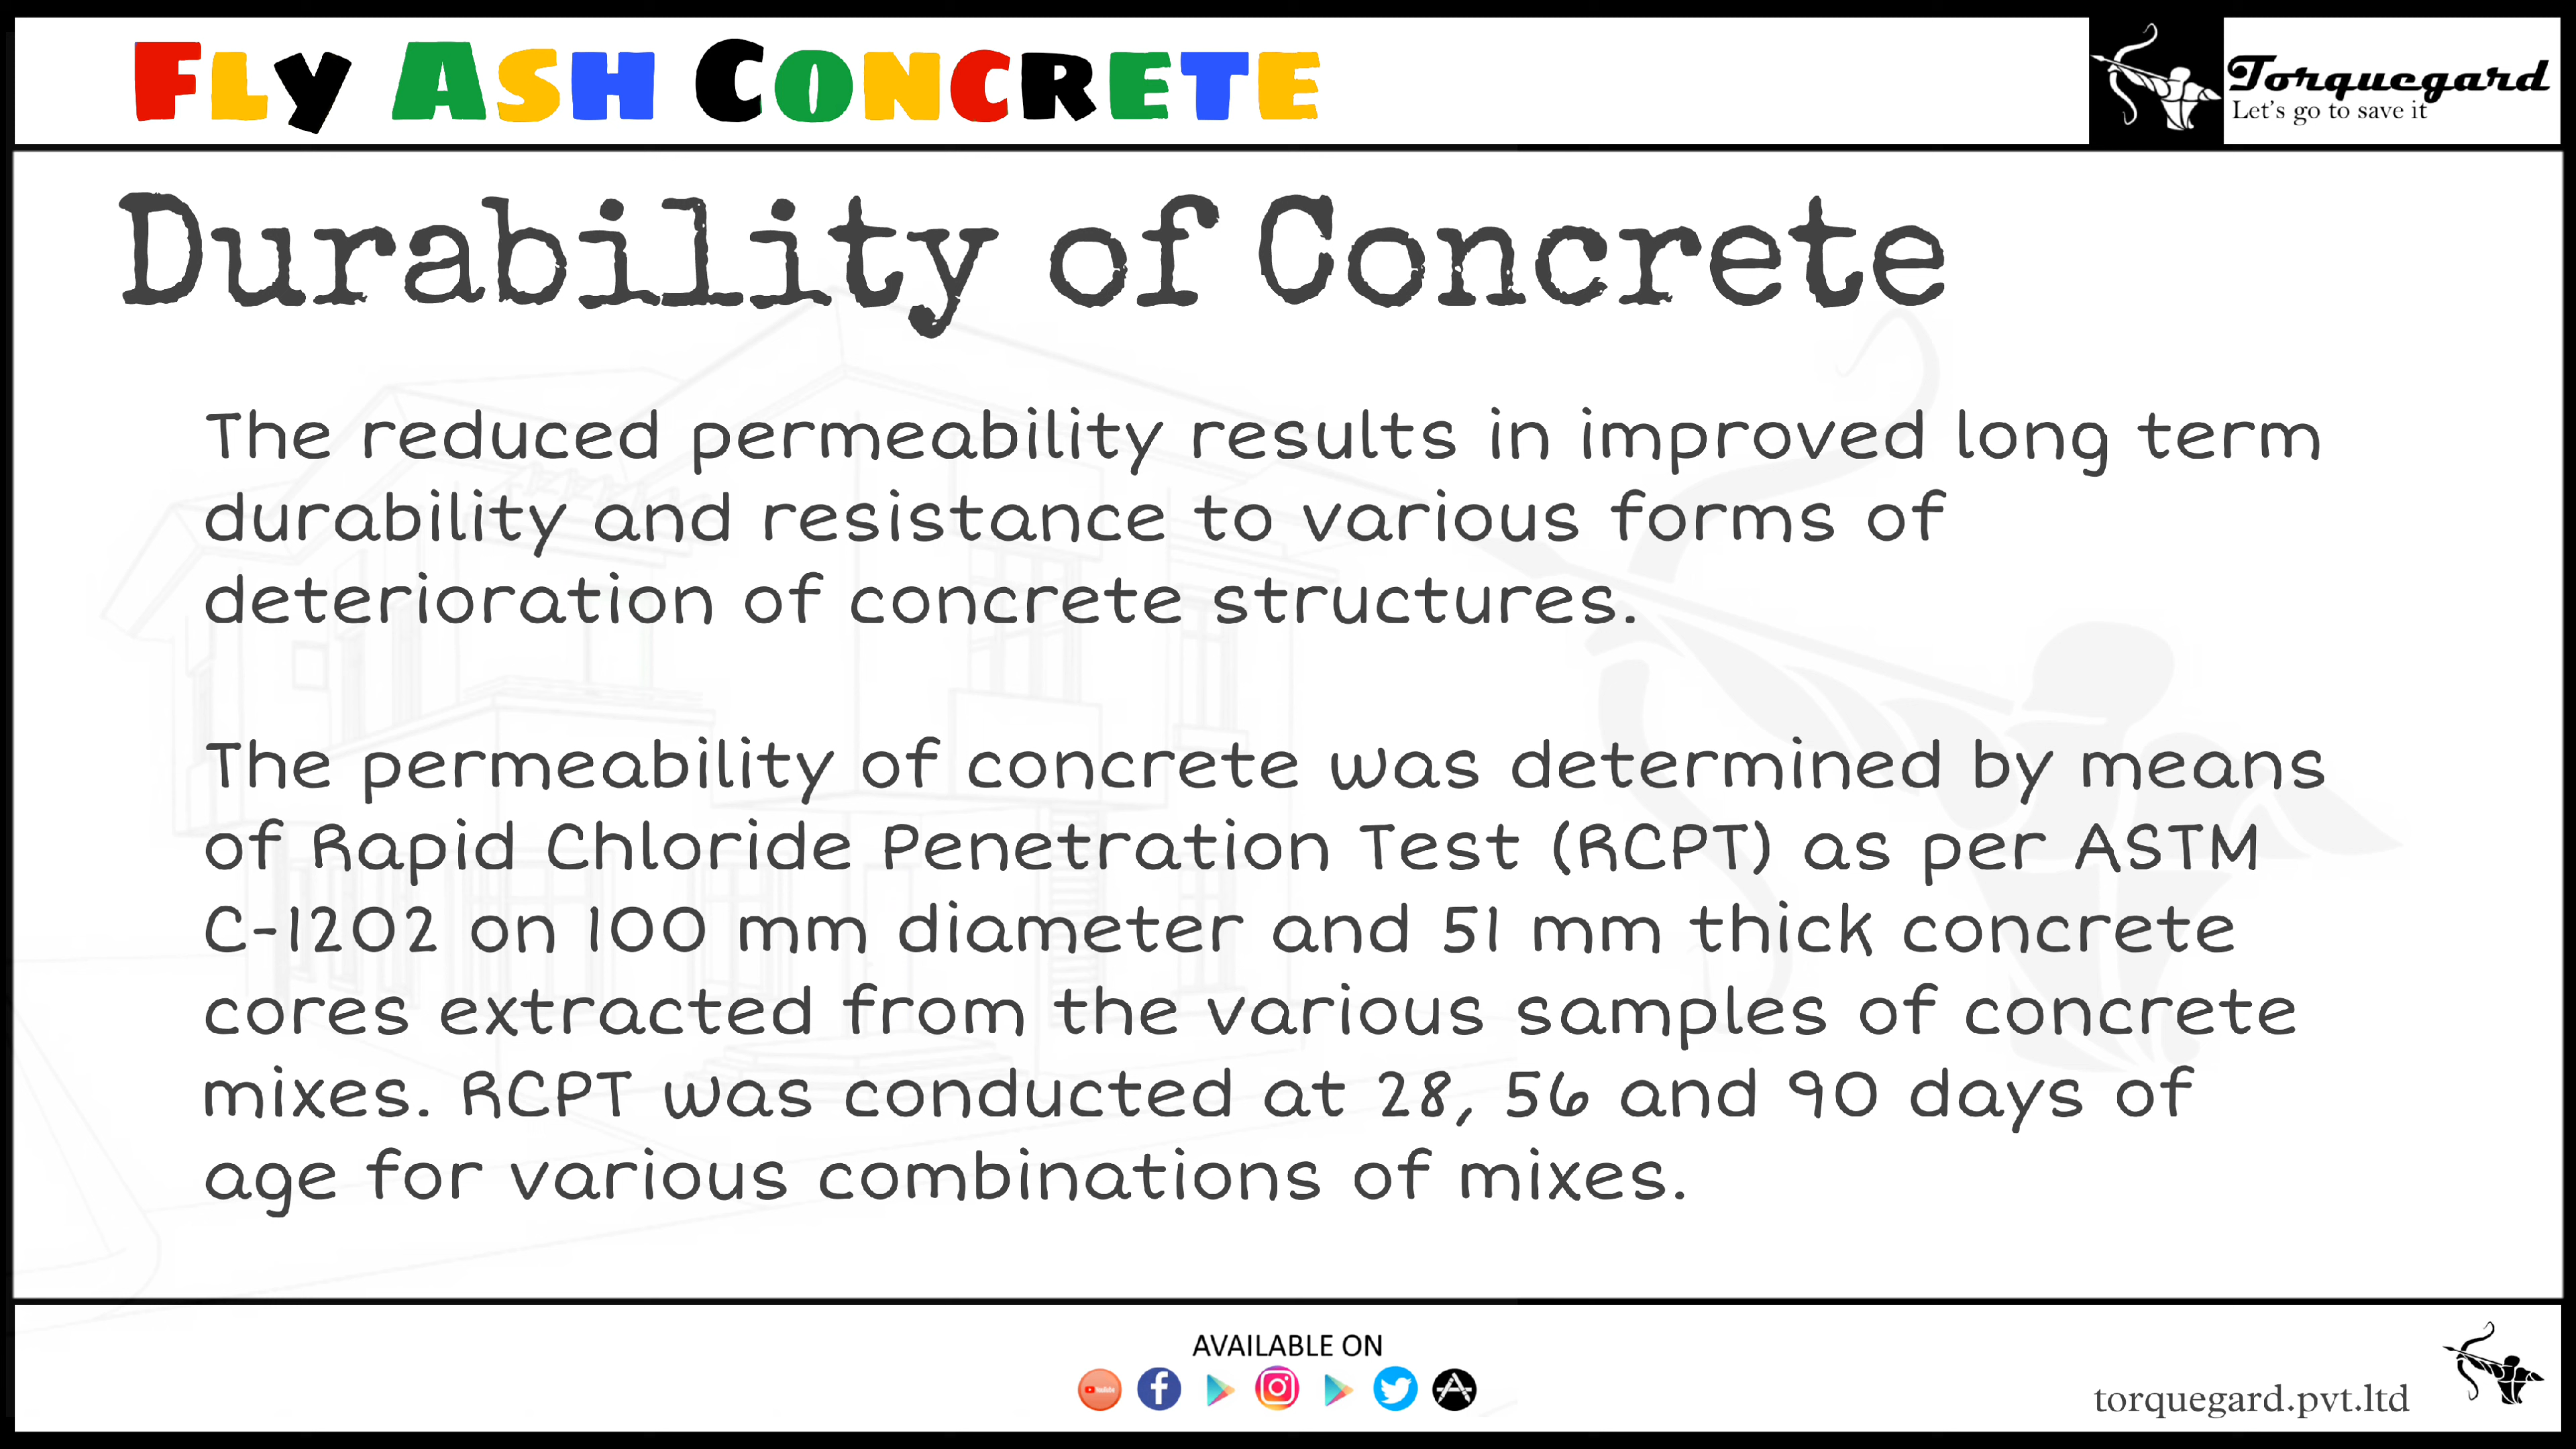 Fly Ash Concrete
Torquegard
Let's go to save it
Durability of Concrete
The reduced permeability results in improved long term
durability and resistance to various forms of
deterioration of concrete structures.
The permeability of concrete was determined by means
of Rapid Chloride Penetration Test (RCPT) as per ASTM
C-1202 on 100 mm diameter and 51 mm thick concrete
cores extracted from the various samples of concrete
mixes. RCPT was conducted at 28, 56 and 90 days of
age for various combinations of mixes.
AVAILABLE ON
torquegard.pvt.ltd